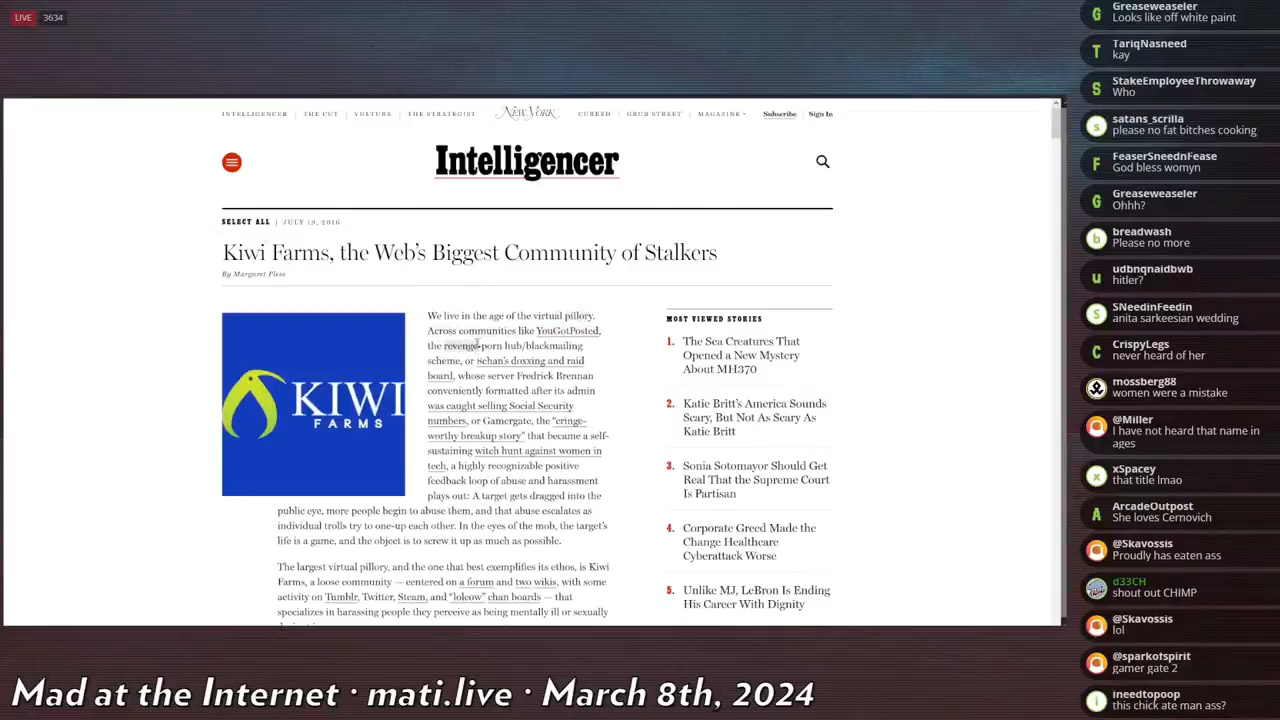 LIVE 3634
INTELLIGENCER | THE CUT | VULTURE | THE STRATEGIST NEW YORK CURBED | GRUB STREET | MAGAZINE Subscribe Sign In
Intelligencer
SELECT ALL | JULY 19, 2016
Kiwi Farms, the Web's Biggest Community of Stalkers
By Margaret Pless
KIWI
FARMS
We live in the age of the virtual pillory.
Across communities like YouGotPosted,
the revenge-porn hub/blackmailing
scheme, or 8chan's doxxing and raid
board, whose server Fredrick Brennan
conveniently formatted after its admin
was caught selling Social Security
numbers, or Gamergate, the “cringe-
worthy breakup story” that became a self-
sustaining witch hunt against women in
tech, a highly recognizable positive
feedback loop of abuse and harassment
plays out: A target gets dragged into the
public eye, more people begin to abuse them, and that abuse escalates as
individual trolls try to one-up each other. In the eyes of the mob, the target's
life is a game, and the object is to screw it up as much as possible.
The largest virtual pillory, and the one that best exemplifies its ethos, is Kiwi
Farms, a loose community — centered on a forum and two wikis, with some
activity on Tumblr, Twitter, Steam, and “lolcow” chan boards — that
specializes in harassing people they perceive as being mentally ill or sexually
MOST VIEWED STORIES
1. The Sea Creatures That
Opened a New Mystery
About MH370
2. Katie Britt's America Sounds
Scary, But Not As Scary As
Katie Britt
3. Sonia Sotomayor Should Get
Real That the Supreme Court
Is Partisan
4. Corporate Greed Made the
Change Healthcare
Cyberattack Worse
5. Unlike MJ, LeBron Is Ending
His Career With Dignity
G Greaseweaseler
Looks like off white paint
T TariqNasneed
kay
S StakeEmployeeThrowaway
Who
s satans_scrilla
please no fat bitches cooking
F FeaserSneednFease
God bless womyn
G Greaseweaseler
Ohhh?
b breadwash
Please no more
u udbnqnaidbwb
hitler?
S SNeedinFeedin
anita sarkeesian wedding
C CrispyLegs
never heard of her
mossberg88
women were a mistake
@Miller
I have not heard that name in
ages
x xSpacey
that title lmao
A ArcadeOutpost
She loves Cernovich
@Skavossis
Proudly has eaten ass
d33CH
shout out CHIMP
@Skavossis
lol
@sparkofspirit
gamer gate 2
i ineedtopoop
this chick ate man ass?
Mad at the Internet · mati.live · March 8th, 2024